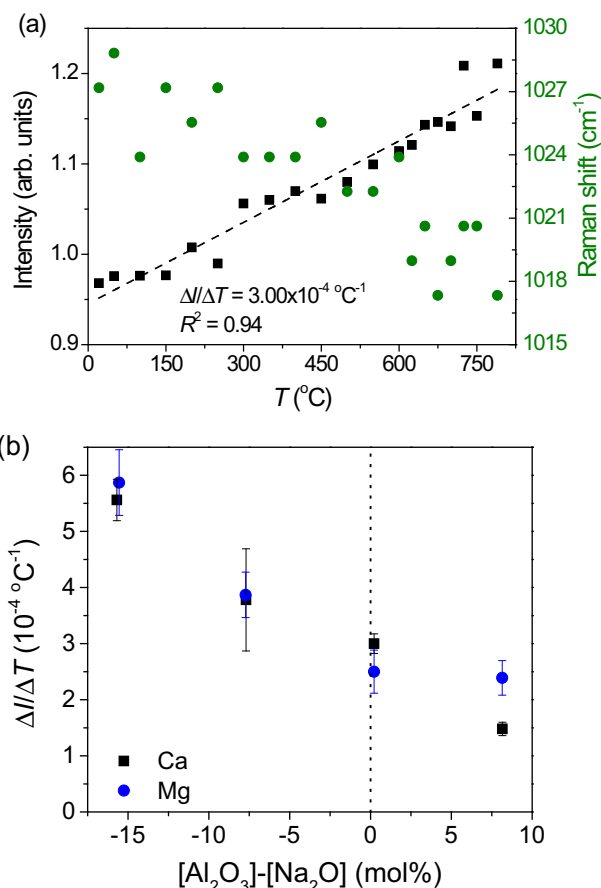 (a)
1.2
1.1
1.0
0.9
Intensity (arb. units)
1030
1027
1024
1021
1018
1015
Raman shift (cm⁻¹)
ΔI/ΔT = 3.00x10⁻⁴ °C⁻¹
R² = 0.94
0 150 300 450 600 750
T (°C)
(b)
6
5
4
3
2
1
0
ΔI/ΔT (10⁻⁴ °C⁻¹)
Ca
Mg
-15 -10 -5 0 5 10
[Al₂O₃]-[Na₂O] (mol%)